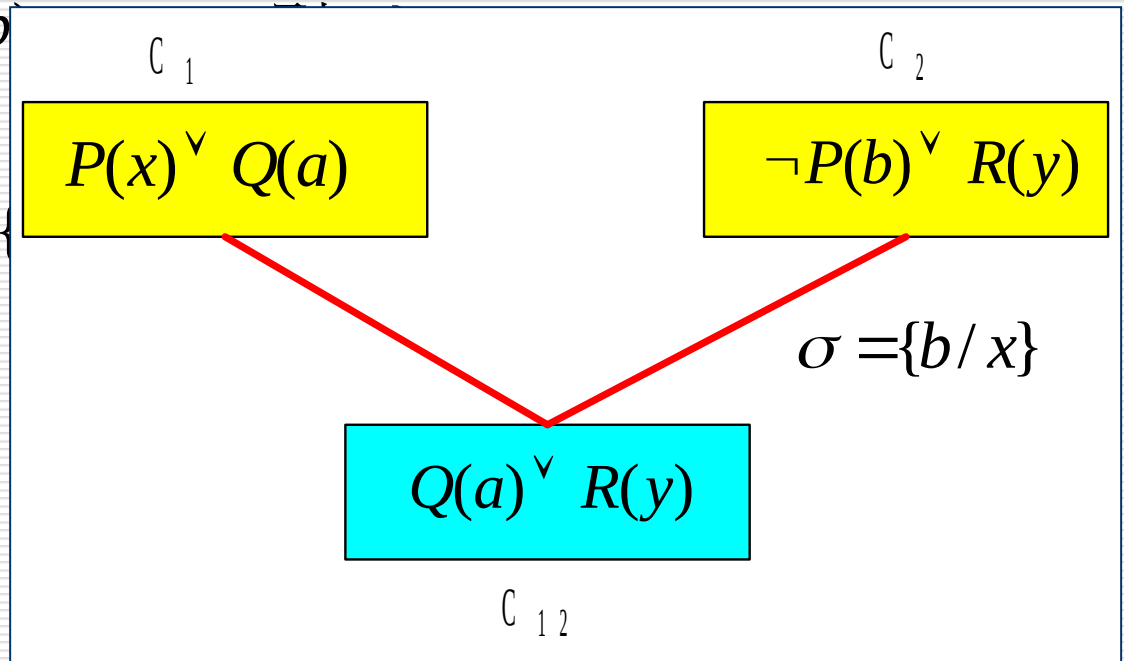 C 1
C 2
P(x) ∨ Q(a)
¬P(b) ∨ R(y)
σ ={b / x}
Q(a) ∨ R(y)
C 1 2